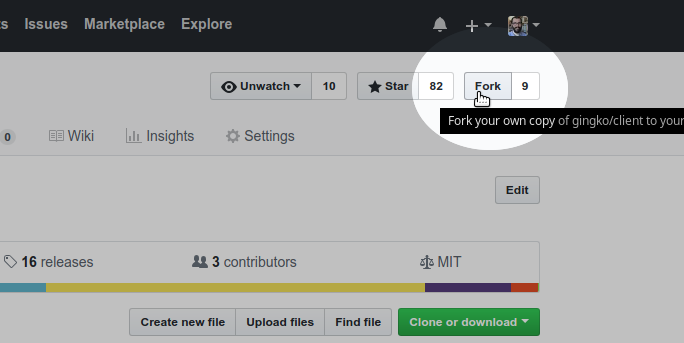 Issues Marketplace Explore
Unwatch 10 Star 82 Fork 9
Fork your own copy of gingko/client to your
0 Wiki Insights Settings
Edit
16 releases 3 contributors MIT
Create new file Upload files Find file Clone or download